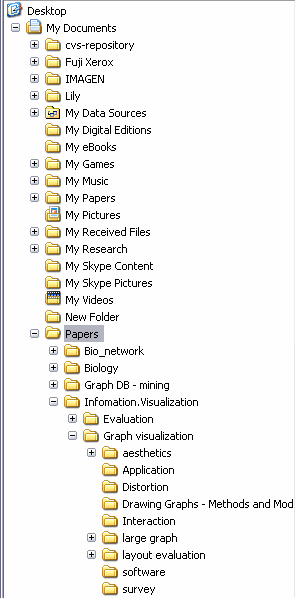 Desktop
My Documents
cvs-repository
Fuji Xerox
IMAGEN
Lily
My Data Sources
My Digital Editions
My eBooks
My Games
My Music
My Papers
My Pictures
My Received Files
My Research
My Skype Content
My Skype Pictures
My Videos
New Folder
Papers
Bio_network
Biology
Graph DB - mining
Infomation.Visualization
Evaluation
Graph visualization
aesthetics
Application
Distortion
Drawing Graphs - Methods and Mod
Interaction
large graph
layout evaluation
software
survey